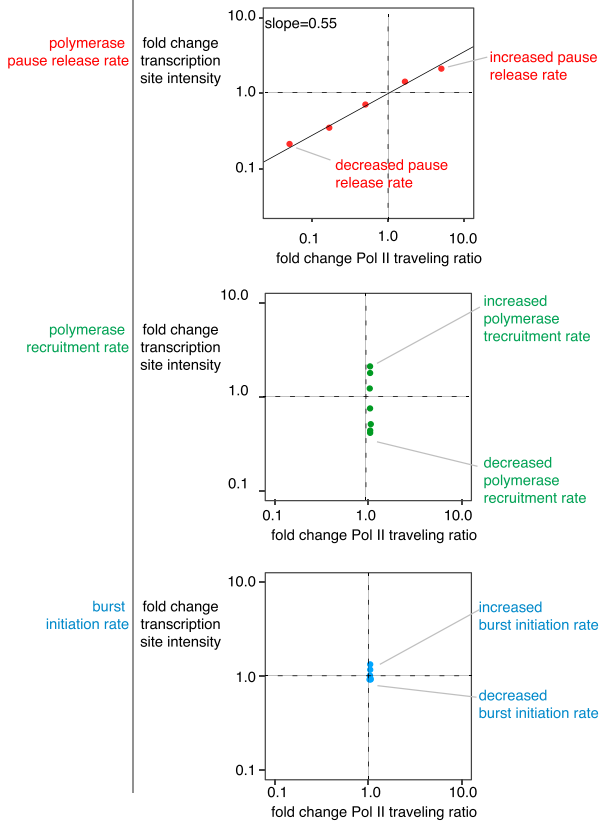 polymerase
pause release rate
fold change
transcription
site intensity
10.0
1.0
0.1
slope=0.55
increased pause
release rate
decreased pause
release rate
0.1
1.0
10.0
fold change Pol II traveling ratio
polymerase
recruitment rate
fold change
transcription
site intensity
10.0
1.0
0.1
increased
polymerase
trecruitment rate
decreased
polymerase
recruitment rate
0.1
1.0
10.0
fold change Pol II traveling ratio
burst
initiation rate
fold change
transcription
site intensity
10.0
1.0
0.1
increased
burst initiation rate
decreased
burst initiation rate
0.1
1.0
10.0
fold change Pol II traveling ratio